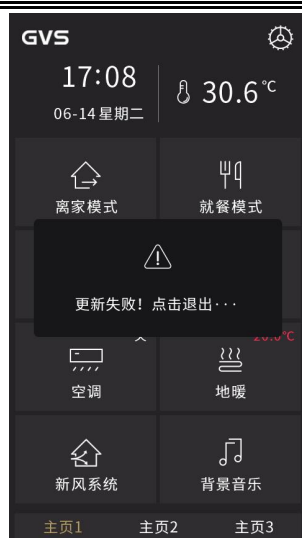 GVS
17:08
30.6℃
06-14 星期二
离家模式
就餐模式
更新失败！点击退出···
空调
地暖
新风系统
背景音乐
主页1
主页2
主页3